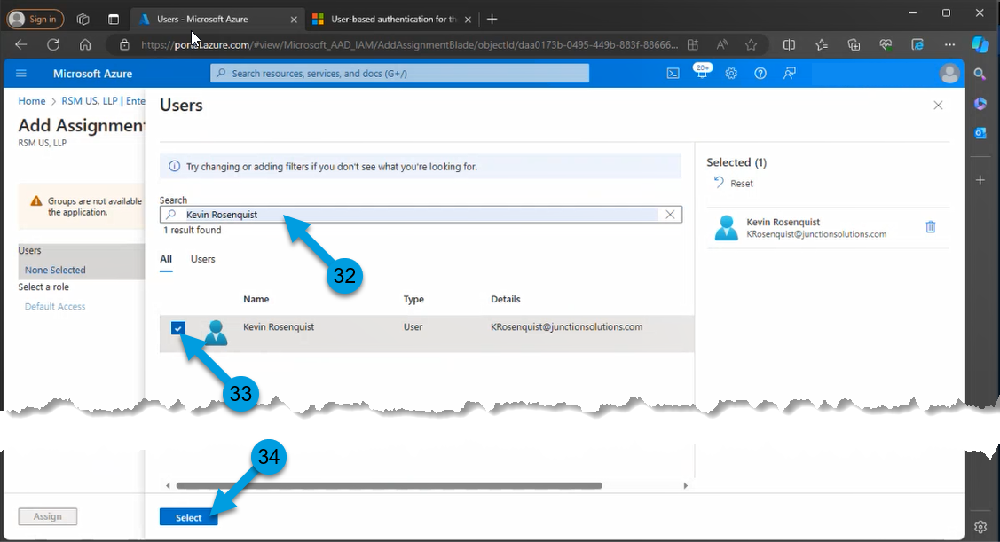 Sign in
Users - Microsoft Azure
User-based authentication for th
https://portal.azure.com/#view/Microsoft_AAD_IAM/AddAssignmentBlade/objectId/daa0173b-0495-449b-883f-88666...
Microsoft Azure
Search resources, services, and docs (G+/)
20+
Home > RSM US, LLP | Ente
Add Assignment
RSM US, LLP
Groups are not available
the application.
Users
None Selected
Select a role
Default Access
Assign
Users
Try changing or adding filters if you don't see what you're looking for.
Search
Kevin Rosenquist
1 result found
32
All Users
Name Type Details
Kevin Rosenquist User KRosenquist@junctionsolutions.com
33
34
Select
Selected (1)
Reset
Kevin Rosenquist
KRosenquist@junctionsolutions.com